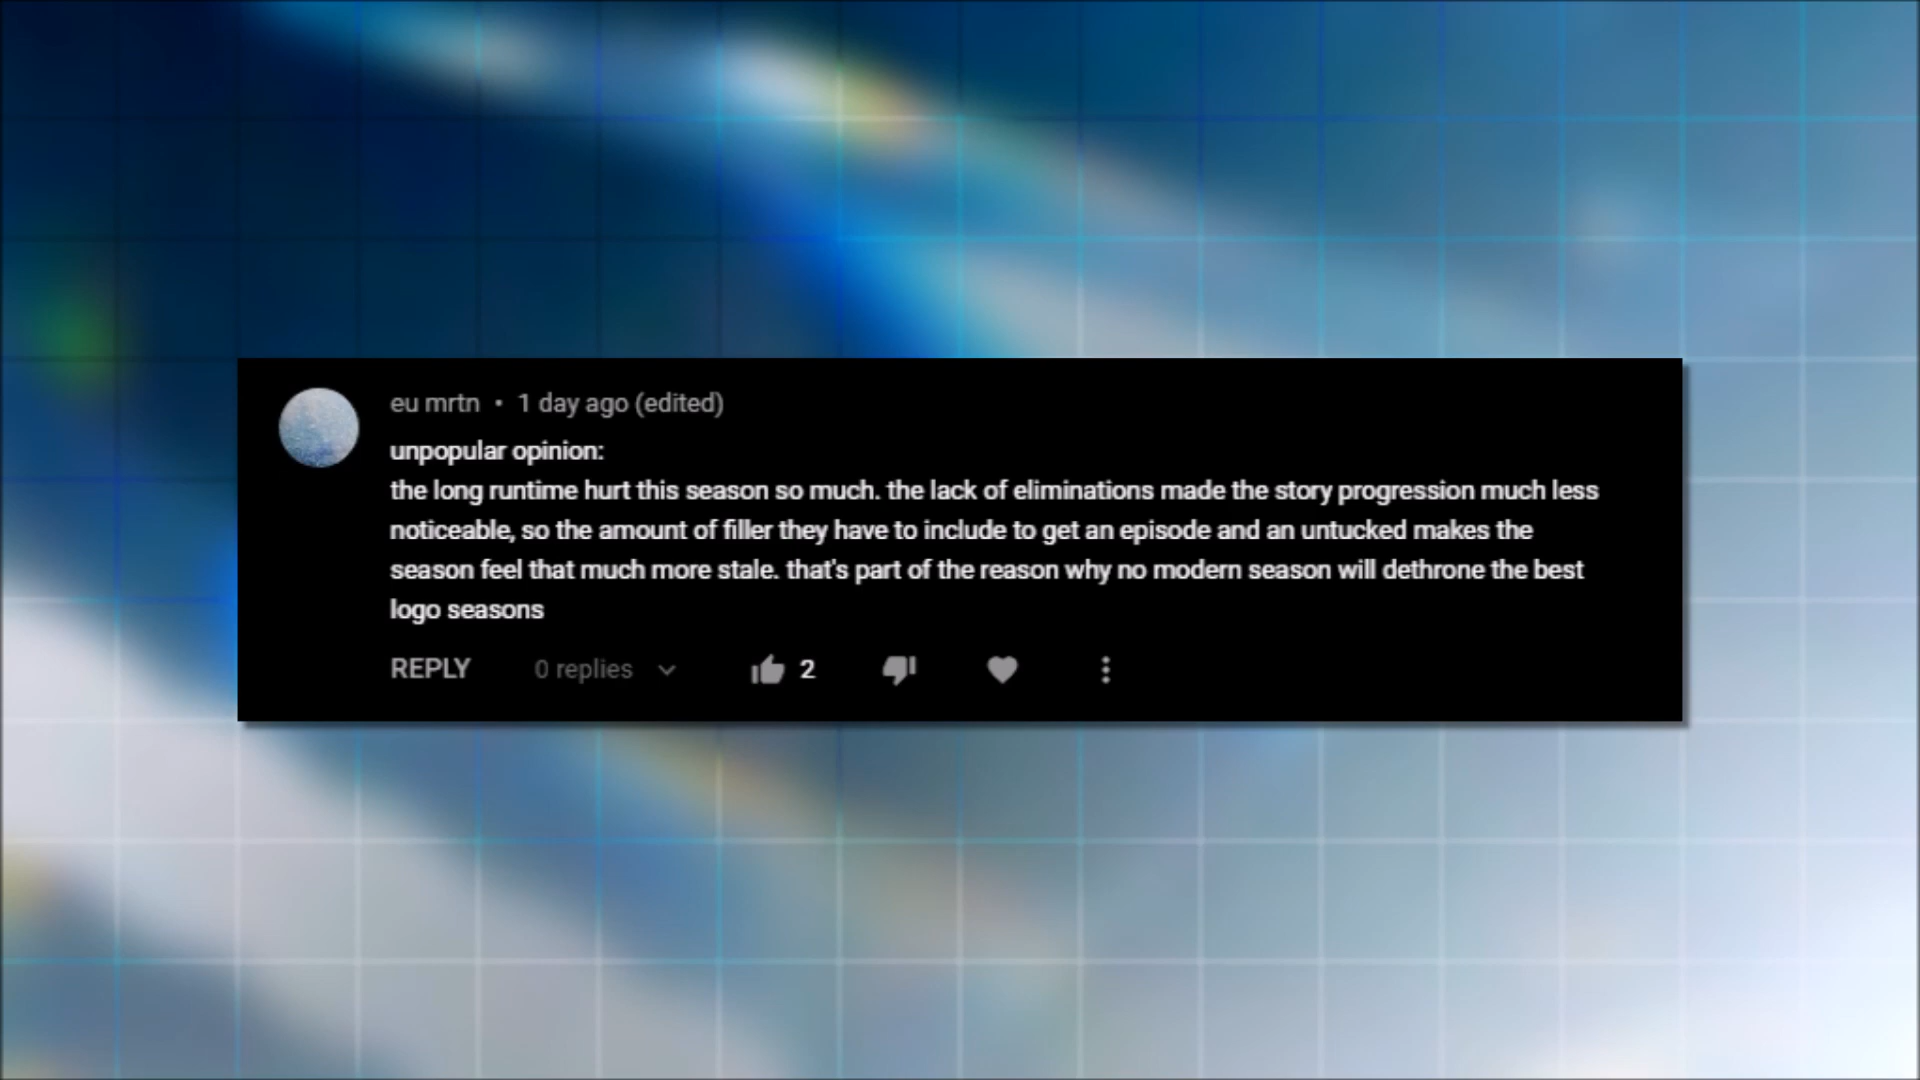 eu mrtn • 1 day ago (edited)
unpopular opinion:
the long runtime hurt this season so much. the lack of eliminations made the story progression much less
noticeable, so the amount of filler they have to include to get an episode and an untucked makes the
season feel that much more stale. that's part of the reason why no modern season will dethrone the best
logo seasons
REPLY 0 replies 2